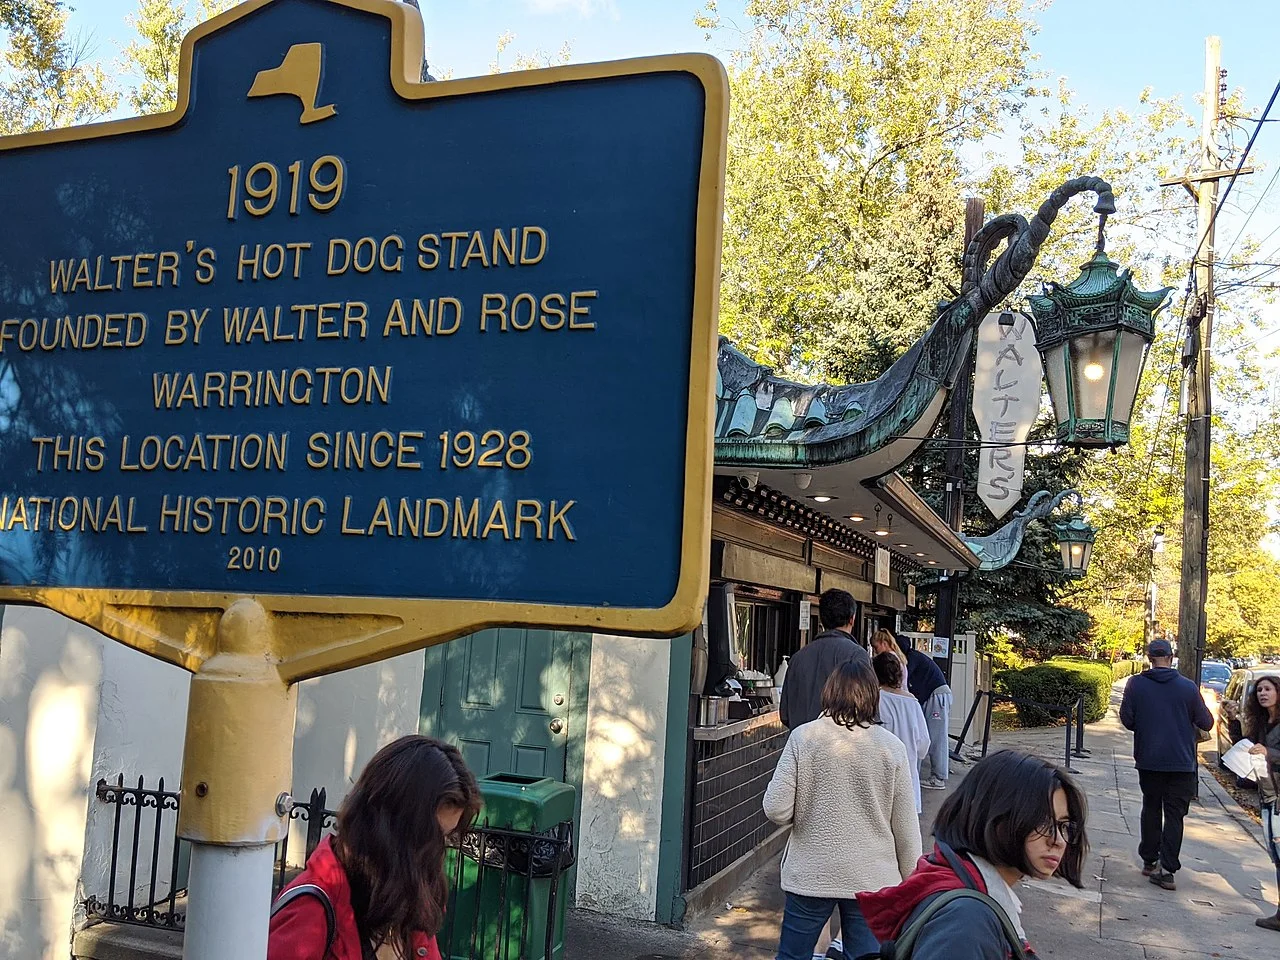 1919
WALTER'S HOT DOG STAND
FOUNDED BY WALTER AND ROSE
WARRINGTON
THIS LOCATION SINCE 1928
NATIONAL HISTORIC LANDMARK
2010
WALTER'S